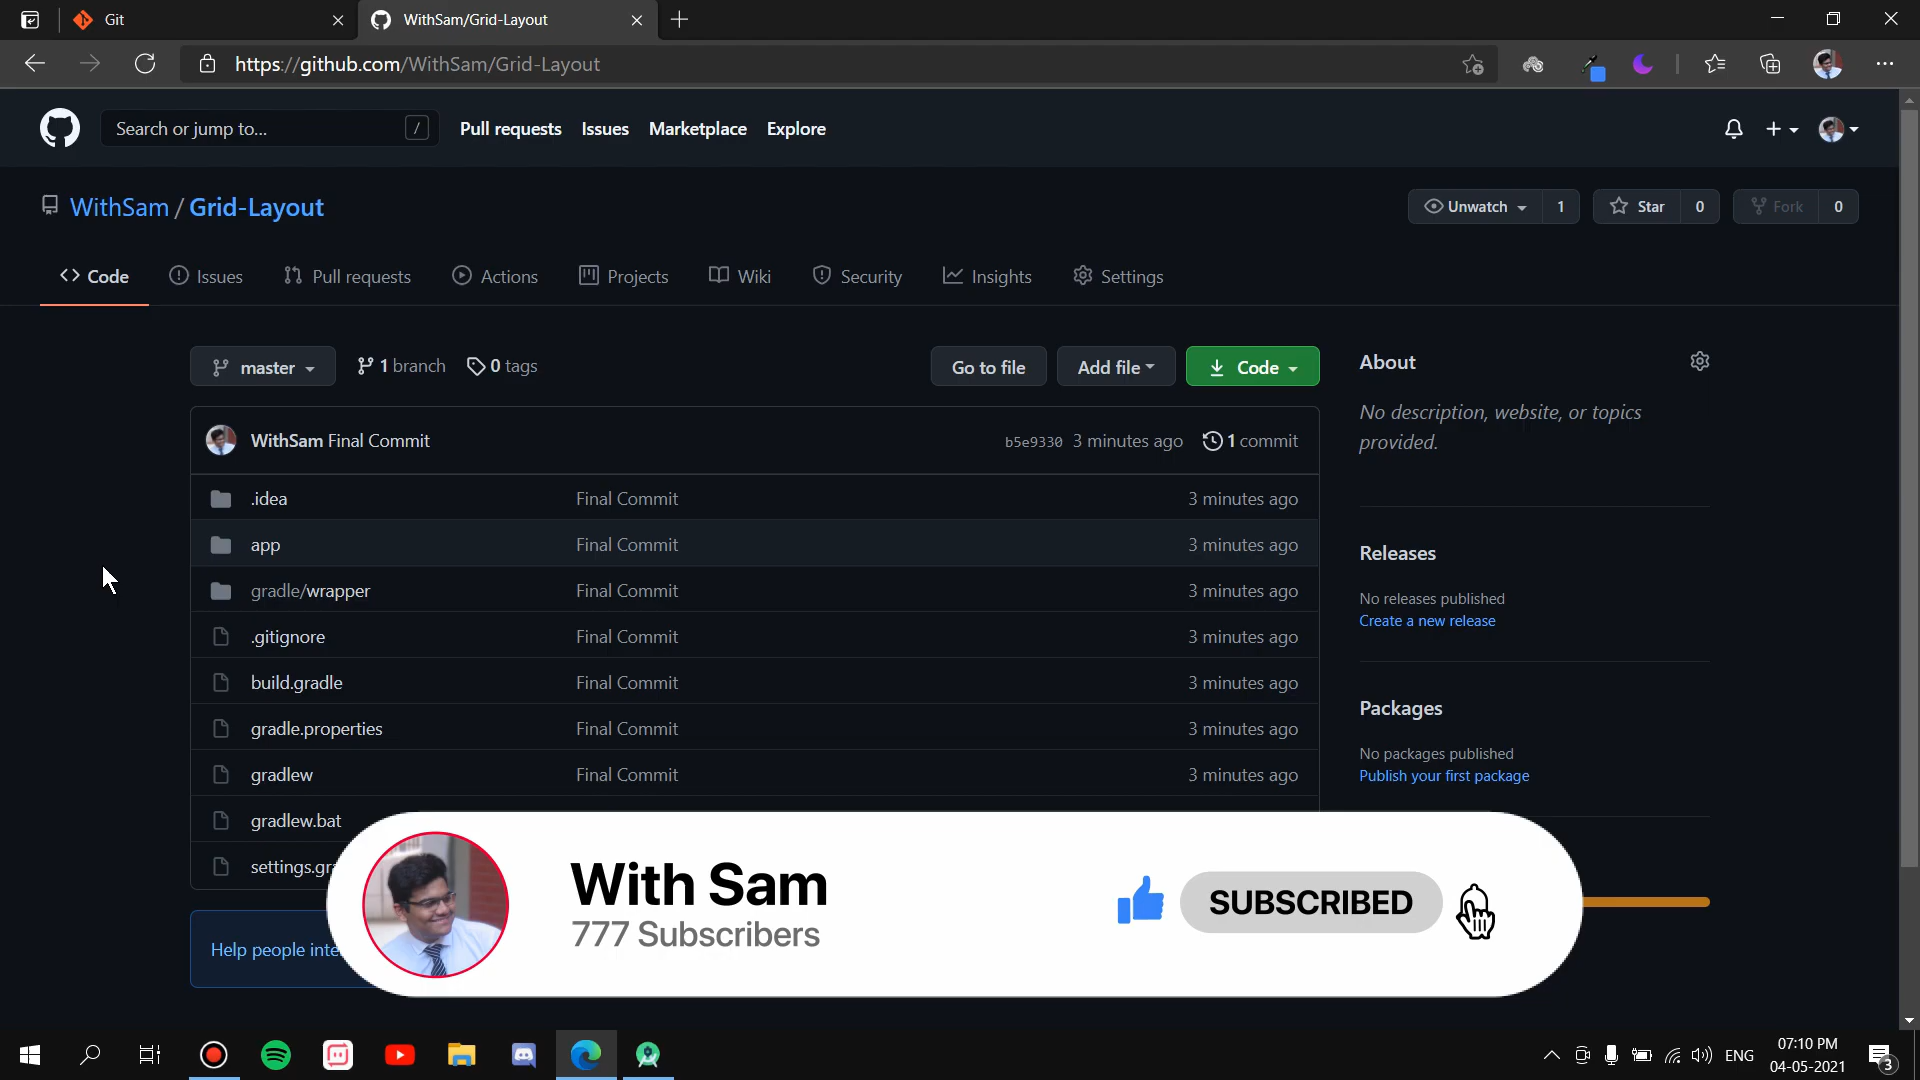 Git
WithSam/Grid-Layout
https://github.com/WithSam/Grid-Layout
Search or jump to...
/
Pull requests
Issues
Marketplace
Explore
WithSam / Grid-Layout
Unwatch
1
Star
0
Fork
0
Code
Issues
Pull requests
Actions
Projects
Wiki
Security
Insights
Settings
master
1 branch
0 tags
Go to file
Add file
Code
About
No description, website, or topics
provided.
WithSam Final Commit
b5e9330 3 minutes ago
1 commit
.idea
Final Commit
3 minutes ago
app
Final Commit
3 minutes ago
gradle/wrapper
Final Commit
3 minutes ago
.gitignore
Final Commit
3 minutes ago
build.gradle
Final Commit
3 minutes ago
gradle.properties
Final Commit
3 minutes ago
gradlew
Final Commit
3 minutes ago
gradlew.bat
settings.gra
Releases
No releases published
Create a new release
Packages
No packages published
Publish your first package
Help people inte
With Sam
777 Subscribers
SUBSCRIBED
ENG
07:10 PM
04-05-2021
3